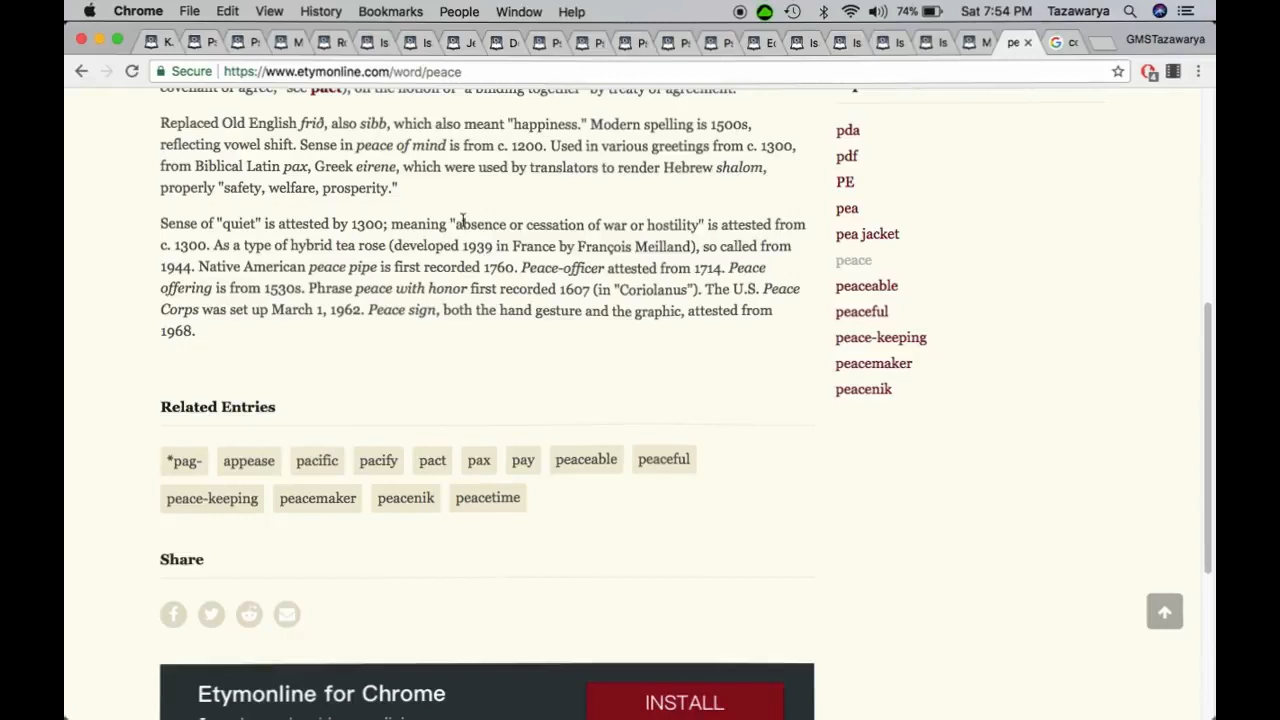 Chrome File Edit View History Bookmarks People Window Help 74% Sat 7:54 PM Tazawarya
K P P M R Is Is Je D P P P P P Ec Is Is Is Is M pe co GMSTazawarya
Secure https://www.etymonline.com/word/peace
covenant or agree," see pact), on the notion of "a binding together" by treaty or agreement.
Replaced Old English frið, also sibb, which also meant "happiness." Modern spelling is 1500s,
reflecting vowel shift. Sense in peace of mind is from c. 1200. Used in various greetings from c. 1300,
from Biblical Latin pax, Greek eirene, which were used by translators to render Hebrew shalom,
properly "safety, welfare, prosperity."
Sense of "quiet" is attested by 1300; meaning "absence or cessation of war or hostility" is attested from
c. 1300. As a type of hybrid tea rose (developed 1939 in France by François Meilland), so called from
1944. Native American peace pipe is first recorded 1760. Peace-officer attested from 1714. Peace
offering is from 1530s. Phrase peace with honor first recorded 1607 (in "Coriolanus"). The U.S. Peace
Corps was set up March 1, 1962. Peace sign, both the hand gesture and the graphic, attested from
1968.
pda
pdf
PE
pea
pea jacket
peace
peaceable
peaceful
peace-keeping
peacemaker
peacenik
Related Entries
*pag- appease pacific pacify pact pax pay peaceable peaceful
peace-keeping peacemaker peacenik peacetime
Share
Etymonline for Chrome
INSTALL